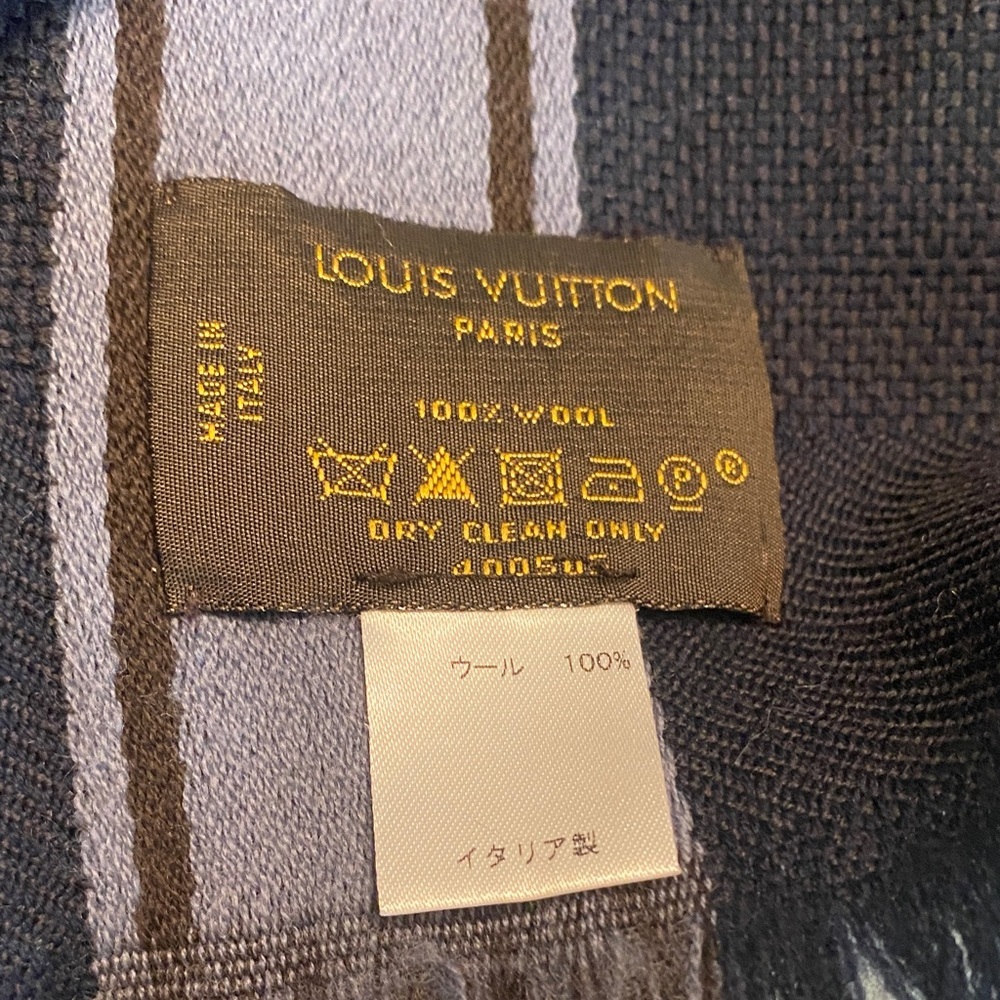 LOUIS VUITTON
PARIS
MADE IN
ITALY
100% WOOL
P
R
DRY CLEAN ONLY
ウール 100%
イタリア製